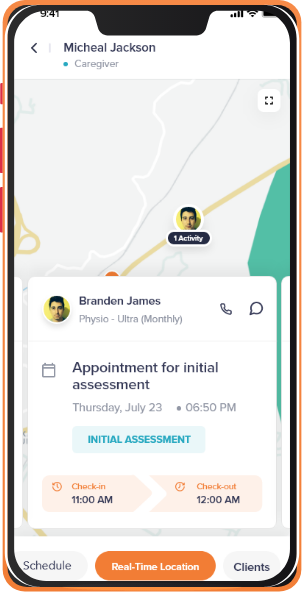 9:41
Micheal Jackson
Caregiver
1 Activity
Branden James
Physio - Ultra (Monthly)
Appointment for initial
assessment
Thursday, July 23 • 06:50 PM
INITIAL ASSESSMENT
Check-in
11:00 AM
Check-out
12:00 AM
Schedule
Real-Time Location
Clients